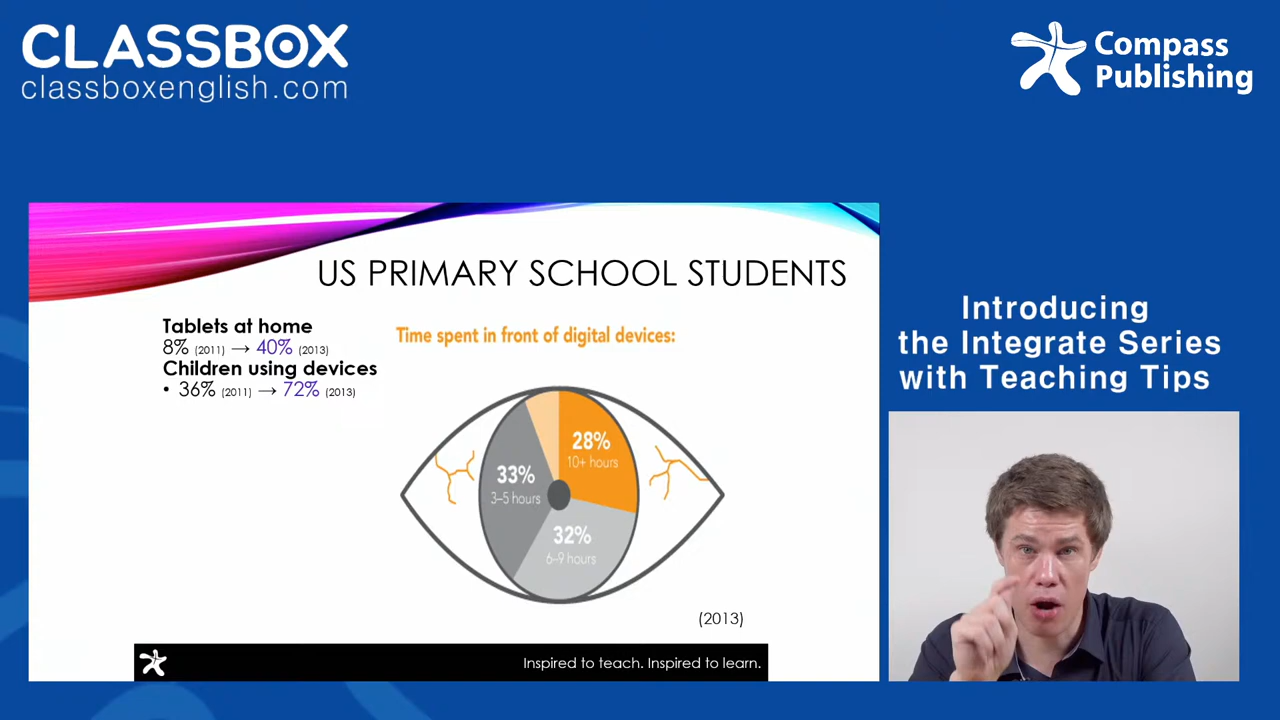 CLASSBOX
classboxenglish.com
Compass
Publishing
US PRIMARY SCHOOL STUDENTS
Tablets at home
8% (2011) → 40% (2013)
Children using devices
• 36% (2011) → 72% (2013)
Time spent in front of digital devices:
28%
10+ hours
33%
3–5 hours
32%
6–9 hours
(2013)
Inspired to teach. Inspired to learn.
Introducing
the Integrate Series
with Teaching Tips